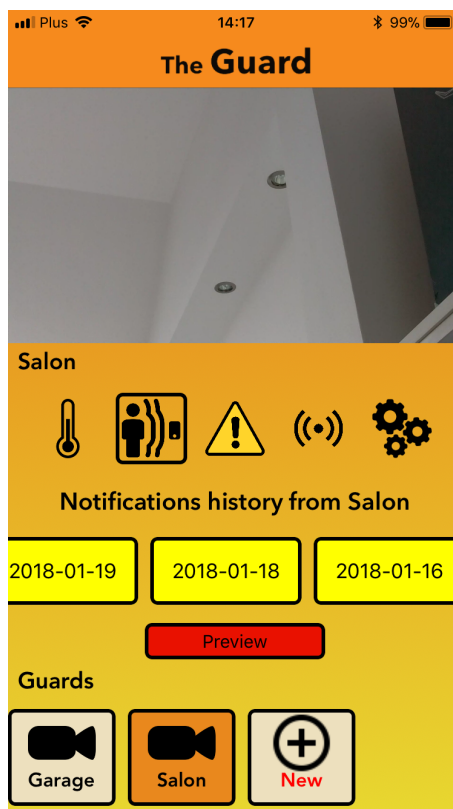 Plus 14:17 99%
The Guard
Salon
Notifications history from Salon
2018-01-19 2018-01-18 2018-01-16
Preview
Guards
Garage Salon New